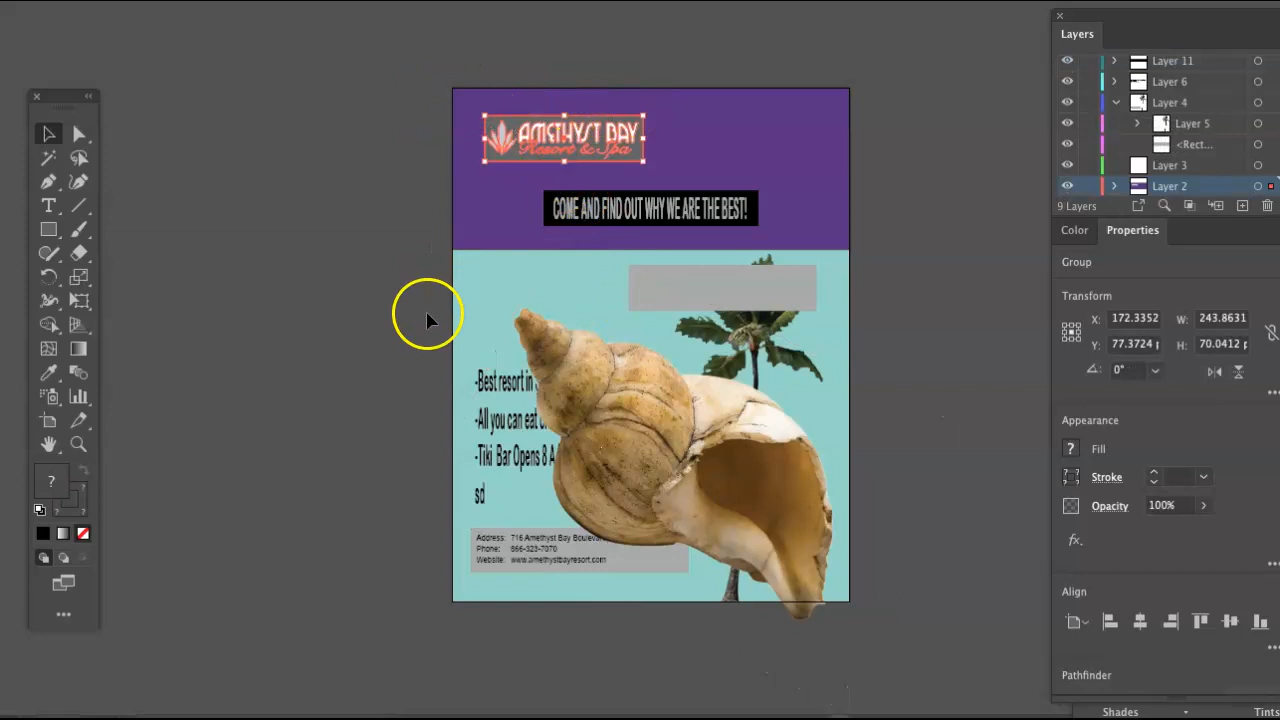 Layers
Layer 11
Layer 6
Layer 4
Layer 5
<Rect...
Layer 3
Layer 2
9 Layers
Color
Properties
Group
Transform
X: 172.3352
W: 243.8631
Y: 77.3724 p
H: 70.0412 p
0°
Appearance
? Fill
Stroke
Opacity 100%
fx.
Align
Pathfinder
Shades
Tints
T
?
AMETHYST BAY
Resort & Spa
COME AND FIND OUT WHY WE ARE THE BEST!
-Best resort in
-All you can eat
-Tiki Bar Opens 8 A
sd
Address: 716 Amethyst Bay Boulevar
Phone: 866-323-7070
Website: www.amethystbayresort.com